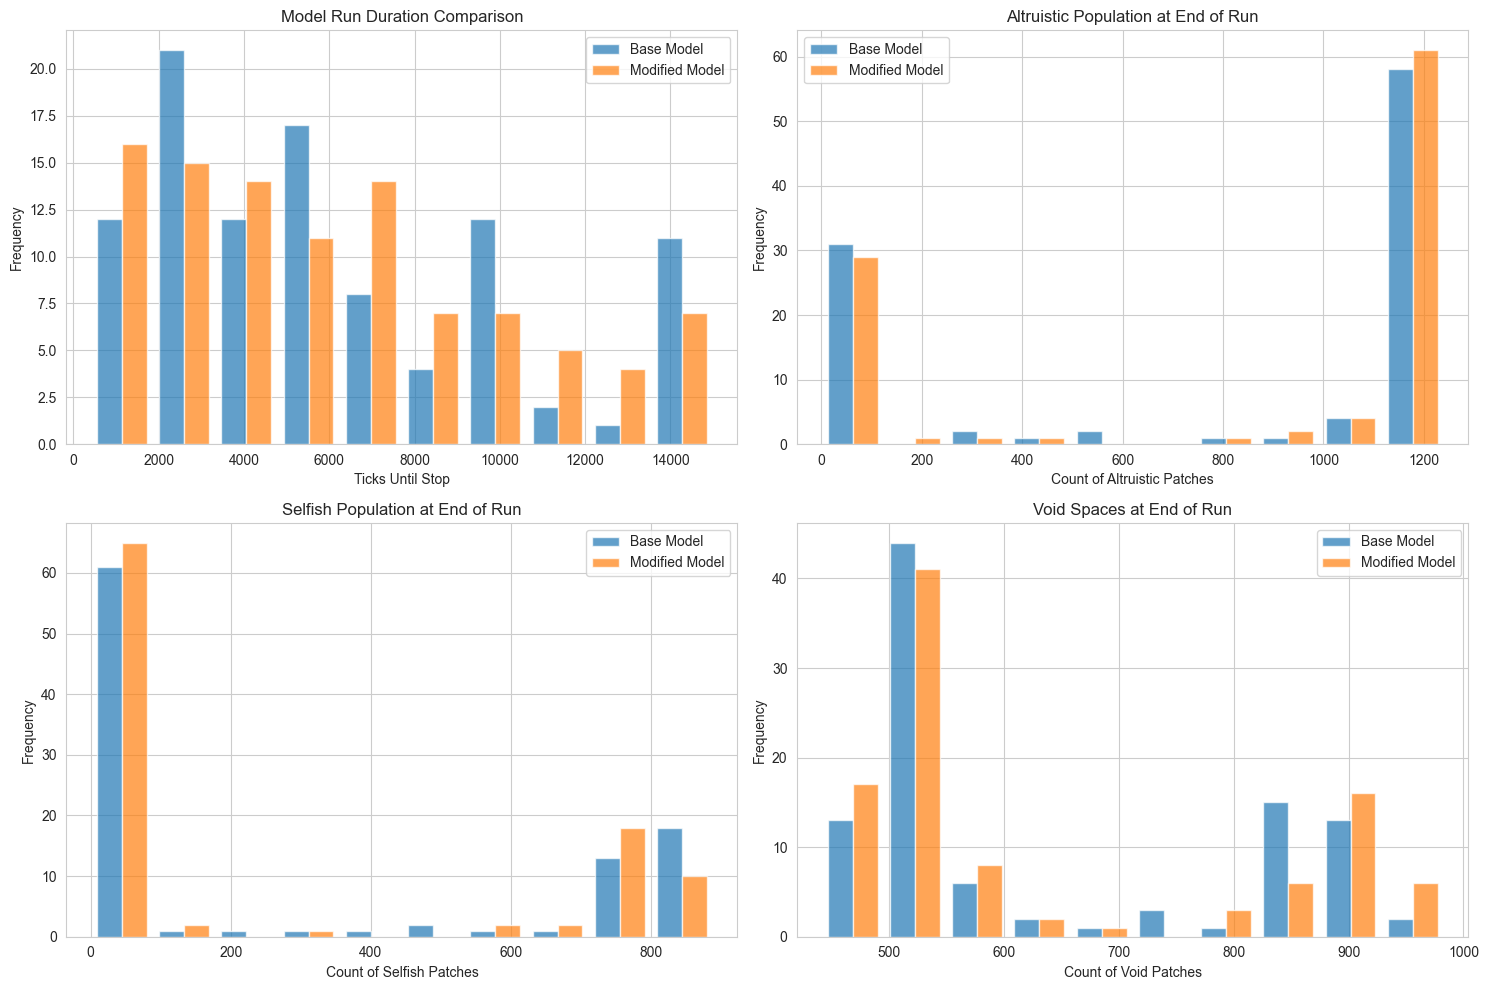 Model Run Duration Comparison
Base Model
Modified Model
20.0
17.5
15.0
12.5
10.0
7.5
5.0
2.5
0.0
Frequency
0 2000 4000 6000 8000 10000 12000 14000
Ticks Until Stop
Altruistic Population at End of Run
Base Model
Modified Model
60
50
40
30
20
10
0
Frequency
0 200 400 600 800 1000 1200
Count of Altruistic Patches
Selfish Population at End of Run
Base Model
Modified Model
60
50
40
30
20
10
0
Frequency
0 200 400 600 800
Count of Selfish Patches
Void Spaces at End of Run
Base Model
Modified Model
40
30
20
10
0
Frequency
500 600 700 800 900 1000
Count of Void Patches